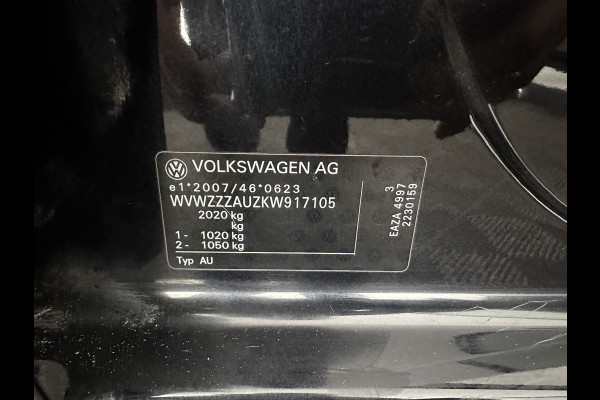 VOLKSWAGEN AG
e1*2007/46*0623
WVWZZZAUZKW917105
2020 kg
kg
1 - 1020 kg
2 - 1050 kg
Typ AU
3
EAZA 4997
2230159